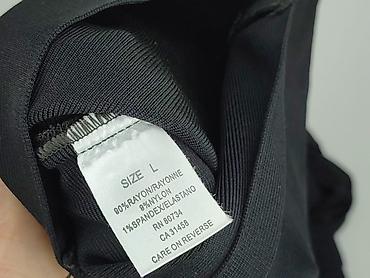 SIZE L
90%RAYON/RAYONNE
9%NYLON
1%SPANDEX/ELASTANO
RN 80734
CA 31458
CARE ON REVERSE